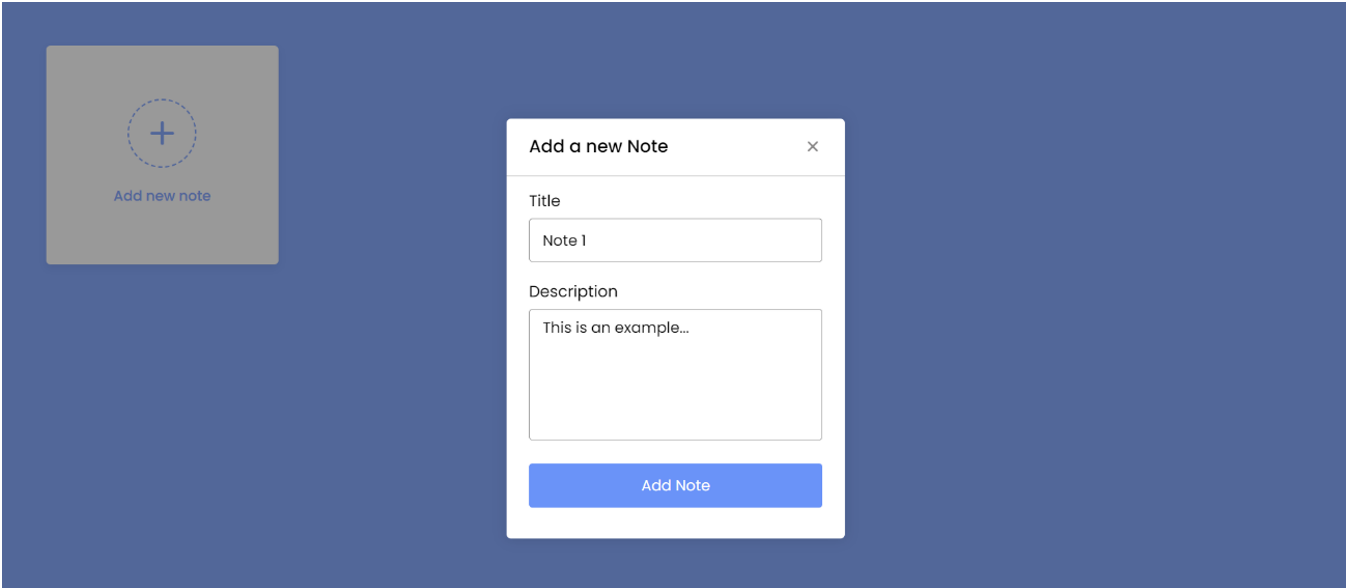 Add new note
Add a new Note
Title
Note 1
Description
This is an example...
Add Note